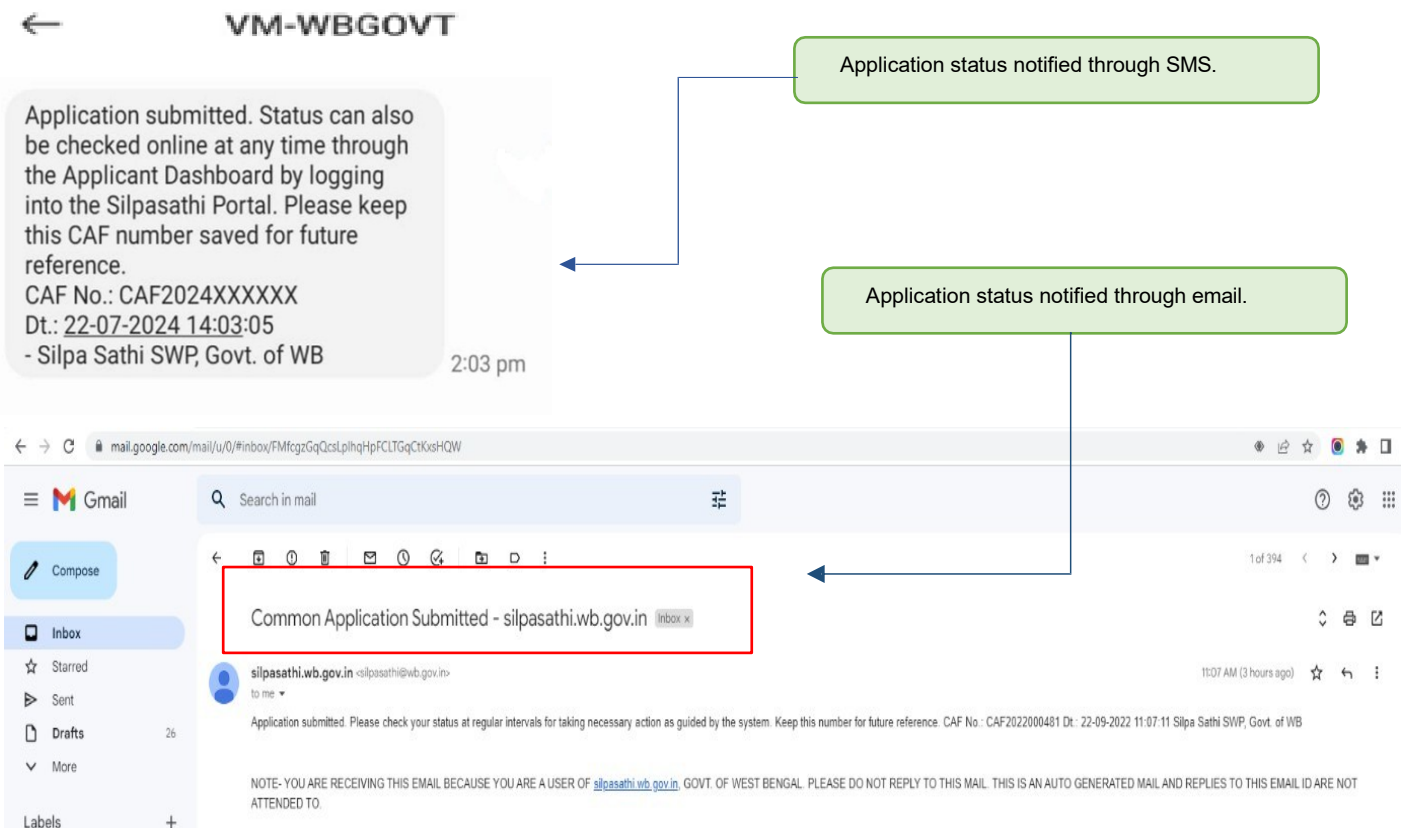 VM-WBGOVT
Application status notified through SMS.
Application submitted. Status can also
be checked online at any time through
the Applicant Dashboard by logging
into the Silpasathi Portal. Please keep
this CAF number saved for future
reference.
CAF No.: CAF2024XXXXXX
Dt.: 22-07-2024 14:03:05
- Silpa Sathi SWP, Govt. of WB
2:03 pm
Application status notified through email.
mail.google.com/mail/u/0/#inbox/FMfcgzGqQcsLplhqHpFCLTGqCtKxsHQW
Gmail
Search in mail
Compose
1 of 394
Common Application Submitted - silpasathi.wb.gov.in Inbox x
Inbox
Starred
Sent
Drafts 26
More
Labels +
silpasathi.wb.gov.in <silpasathi@wb.gov.in>
11:07 AM (3 hours ago)
to me
Application submitted. Please check your status at regular intervals for taking necessary action as guided by the system. Keep this number for future reference. CAF No.: CAF2022000481 Dt.: 22-09-2022 11:07:11 Silpa Sathi SWP, Govt. of WB
NOTE- YOU ARE RECEIVING THIS EMAIL BECAUSE YOU ARE A USER OF silpasathi.wb.gov.in, GOVT. OF WEST BENGAL. PLEASE DO NOT REPLY TO THIS MAIL. THIS IS AN AUTO GENERATED MAIL AND REPLIES TO THIS EMAIL ID ARE NOT
ATTENDED TO.